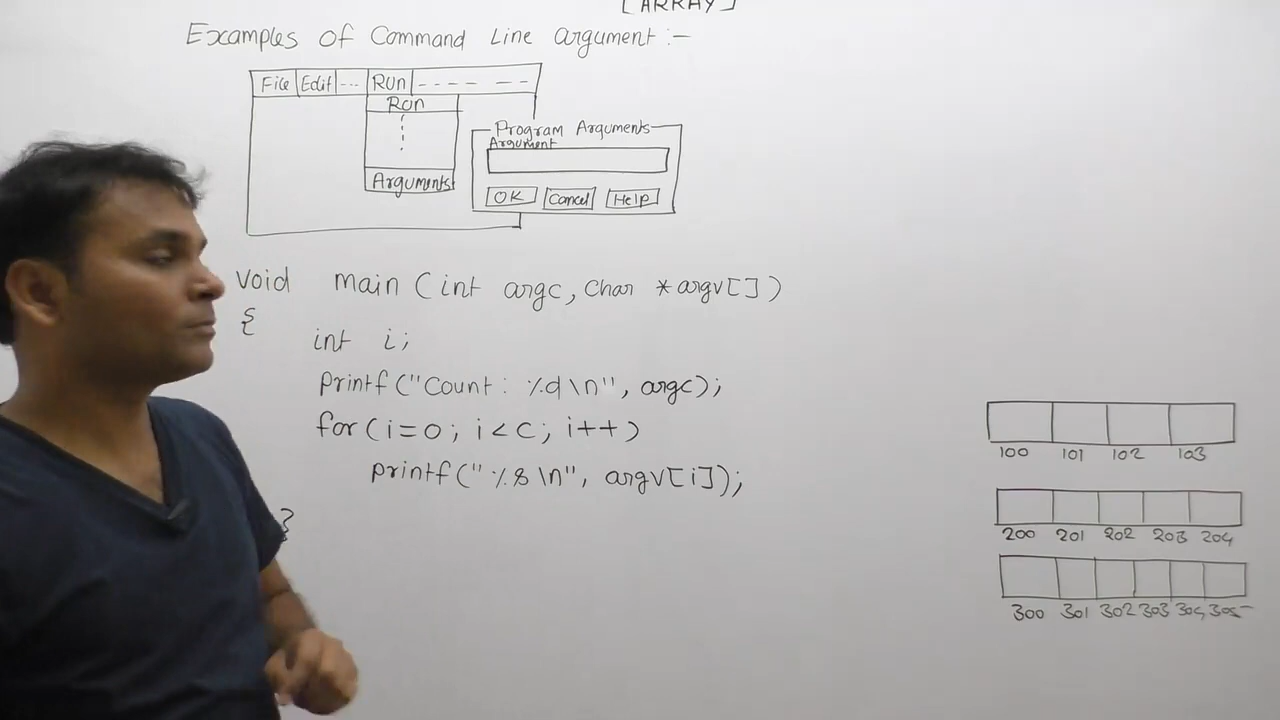 [ARRAY]
Examples of Command Line argument :-
File Edit --- Run ---- --
Run
Program Arguments
Argument
Arguments
OK Cancel Help
void main (int argc, char *argv[])
{
int i;
printf("Count: %d\n", argc);
for(i=0; i<c; i++)
printf("%s\n", argv[i]);
}
100 101 102 103
200 201 202 203 204
300 301 302 303 304 305